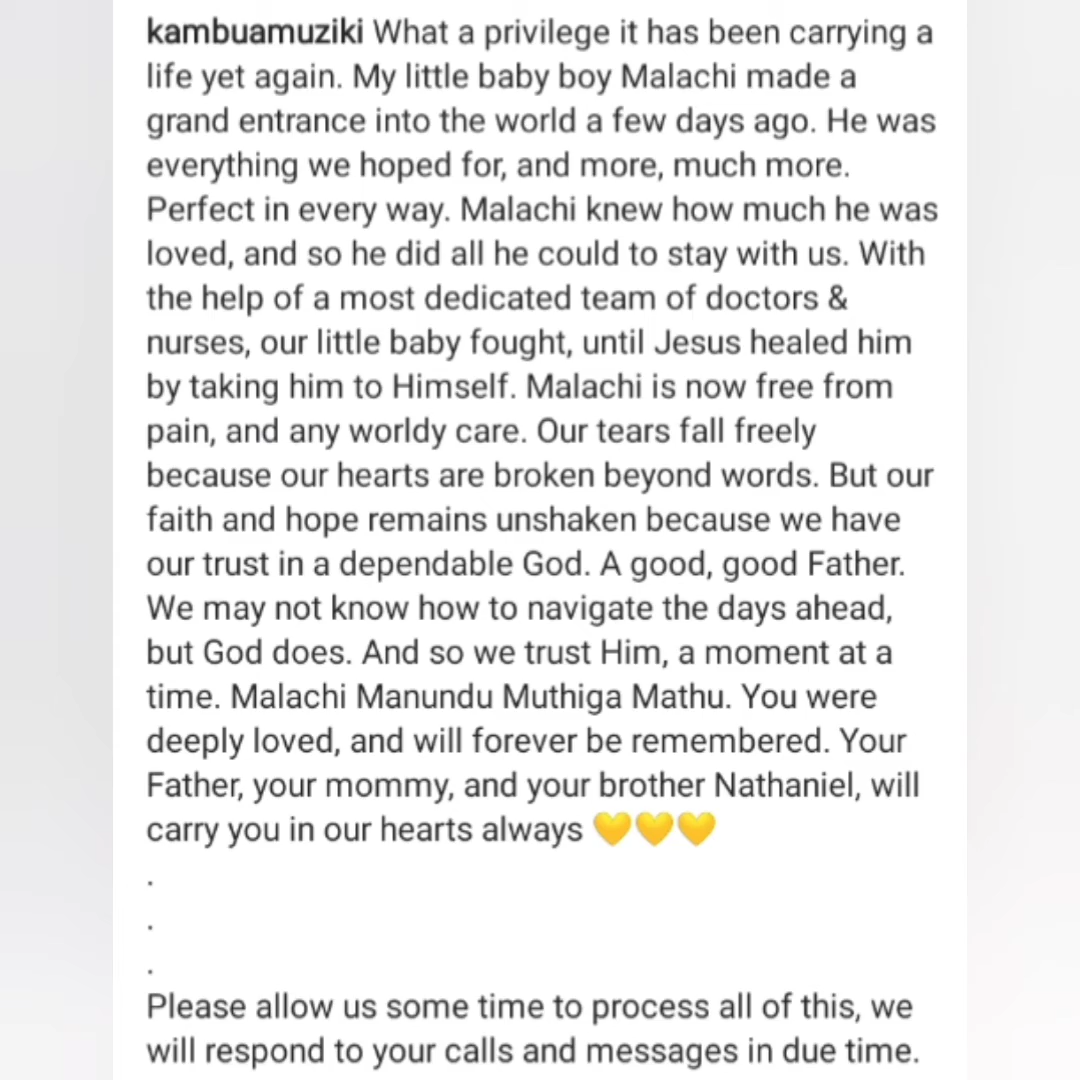 kambuamuziki What a privilege it has been carrying a
life yet again. My little baby boy Malachi made a
grand entrance into the world a few days ago. He was
everything we hoped for, and more, much more.
Perfect in every way. Malachi knew how much he was
loved, and so he did all he could to stay with us. With
the help of a most dedicated team of doctors &
nurses, our little baby fought, until Jesus healed him
by taking him to Himself. Malachi is now free from
pain, and any worldy care. Our tears fall freely
because our hearts are broken beyond words. But our
faith and hope remains unshaken because we have
our trust in a dependable God. A good, good Father.
We may not know how to navigate the days ahead,
but God does. And so we trust Him, a moment at a
time. Malachi Manundu Muthiga Mathu. You were
deeply loved, and will forever be remembered. Your
Father, your mommy, and your brother Nathaniel, will
carry you in our hearts always 💛💛💛
.
.
.
Please allow us some time to process all of this, we
will respond to your calls and messages in due time.